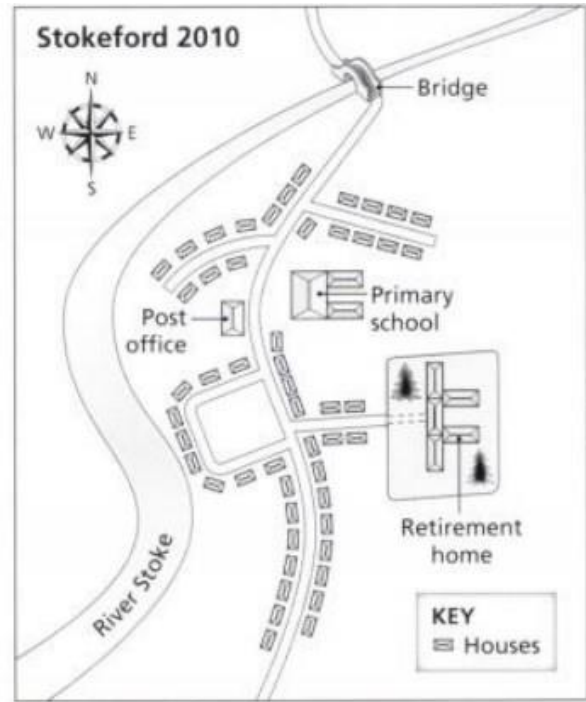 Stokeford 2010
N
W E
S
Bridge
Primary
school
Post
office
Retirement
home
River Stoke
KEY
Houses